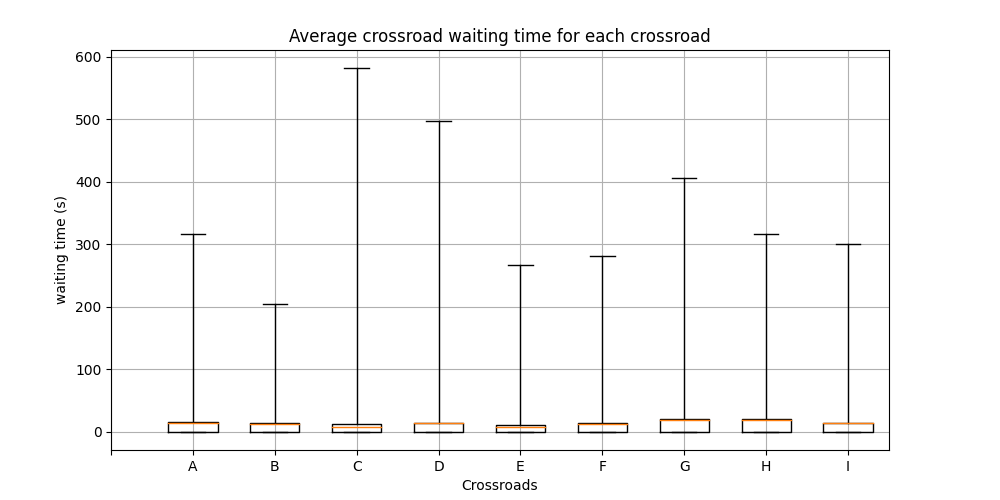 Average crossroad waiting time for each crossroad
600
500
400
300
200
100
0
waiting time (s)
A B C D E F G H I
Crossroads